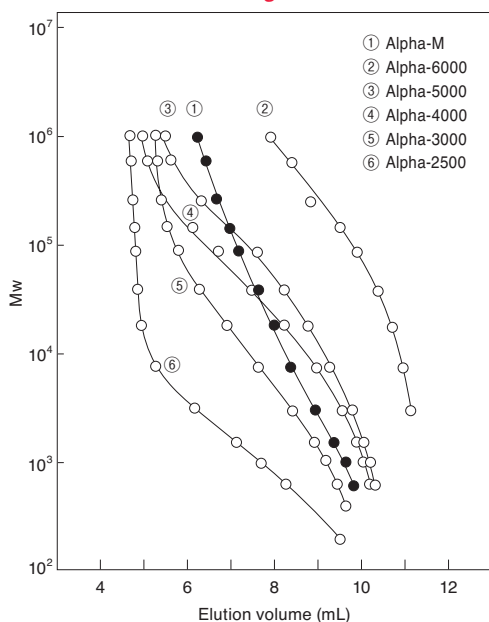 10⁷
10⁶
10⁵
10⁴
10³
10²
Mw
4
6
8
10
12
Elution volume (mL)
① Alpha-M
② Alpha-6000
③ Alpha-5000
④ Alpha-4000
⑤ Alpha-3000
⑥ Alpha-2500
③
①
②
④
⑤
⑥